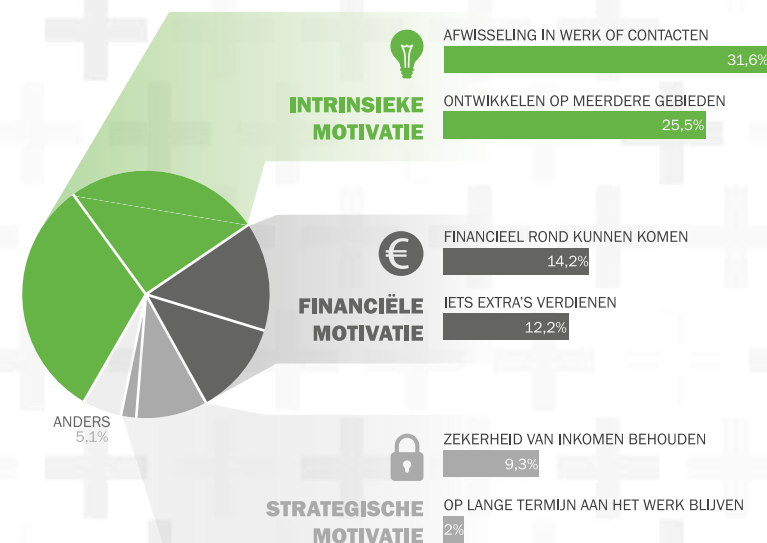 AFWISSELING IN WERK OF CONTACTEN
31,6%
INTRINSIEKE
MOTIVATIE
ONTWIKKELEN OP MEERDERE GEBIEDEN
25,5%
FINANCIEEL ROND KUNNEN KOMEN
€
14,2%
FINANCIËLE
MOTIVATIE
IETS EXTRA'S VERDIENEN
12,2%
ANDERS
5,1%
ZEKERHEID VAN INKOMEN BEHOUDEN
9,3%
STRATEGISCHE
MOTIVATIE
OP LANGE TERMIJN AAN HET WERK BLIJVEN
2%